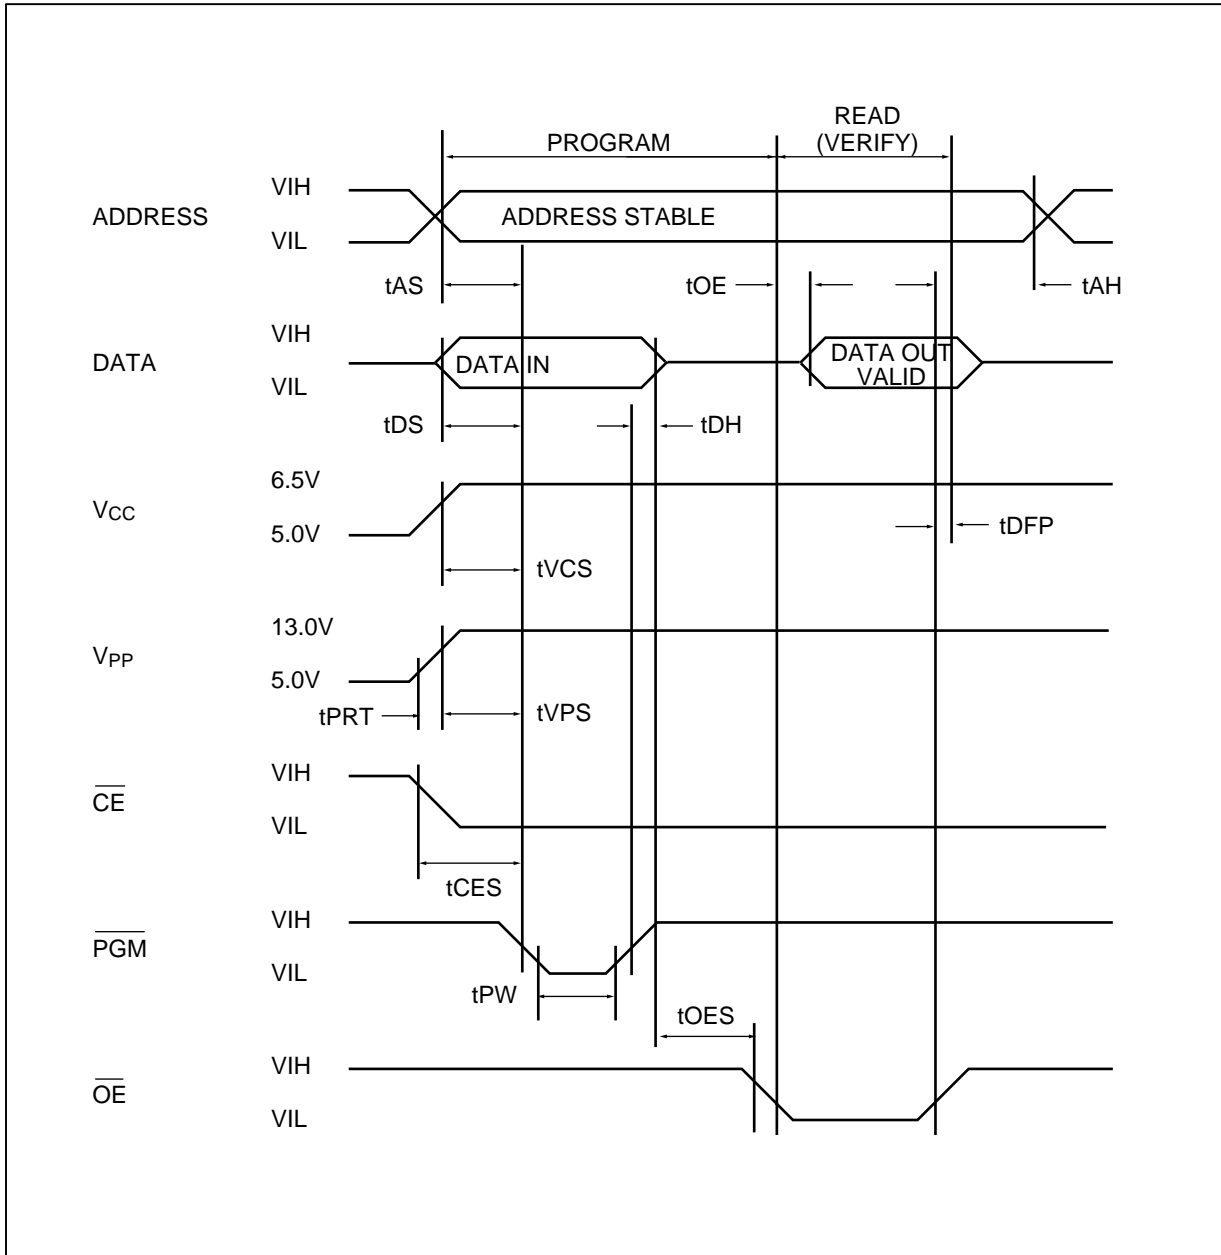 READ
PROGRAM (VERIFY)
VIH
ADDRESS ADDRESS STABLE
VIL
tAS tOE tAH
VIH
DATA DATA IN DATA OUT
VIL VALID
tDS tDH
6.5V
VCC
5.0V tDFP
tVCS
13.0V
VPP
5.0V
tPRT tVPS
VIH
CE
VIL
tCES
VIH
PGM
VIL
tPW
tOES
VIH
OE
VIL